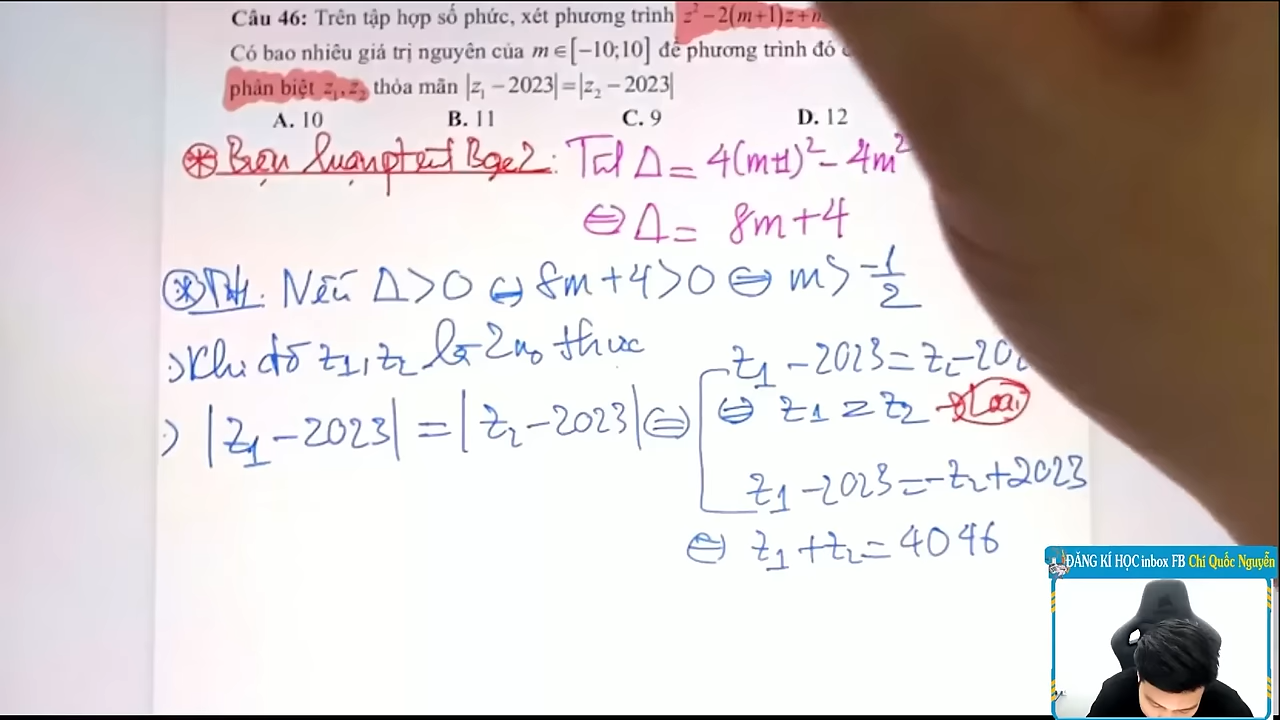 Câu 46: Trên tập hợp số phức, xét phương trình z² − 2(m+1)z + m
Có bao nhiêu giá trị nguyên của m ∈ [−10;10] để phương trình đó
phân biệt z₁, z₂ thỏa mãn |z₁ − 2023| = |z₂ − 2023|
A. 10 B. 11 C. 9 D. 12
Δ = 4(m+1)² − 4m²
⇔ Δ = 8m+4
Nếu Δ > 0 ⇔ 8m+4 > 0 ⇔ m > -1/2
Khi đó z₁, z₂ là 2 no thực
z₁ − 2023 = z₂ − 202
|z₁ − 2023| = |z₂ − 2023| ⇔ ⇔ z₁ = z₂ → Loại
z₁ − 2023 = −z₂ + 2023
⇔ z₁ + z₂ = 4046
ĐĂNG KÍ HỌC inbox FB Chí Quốc Nguyễn